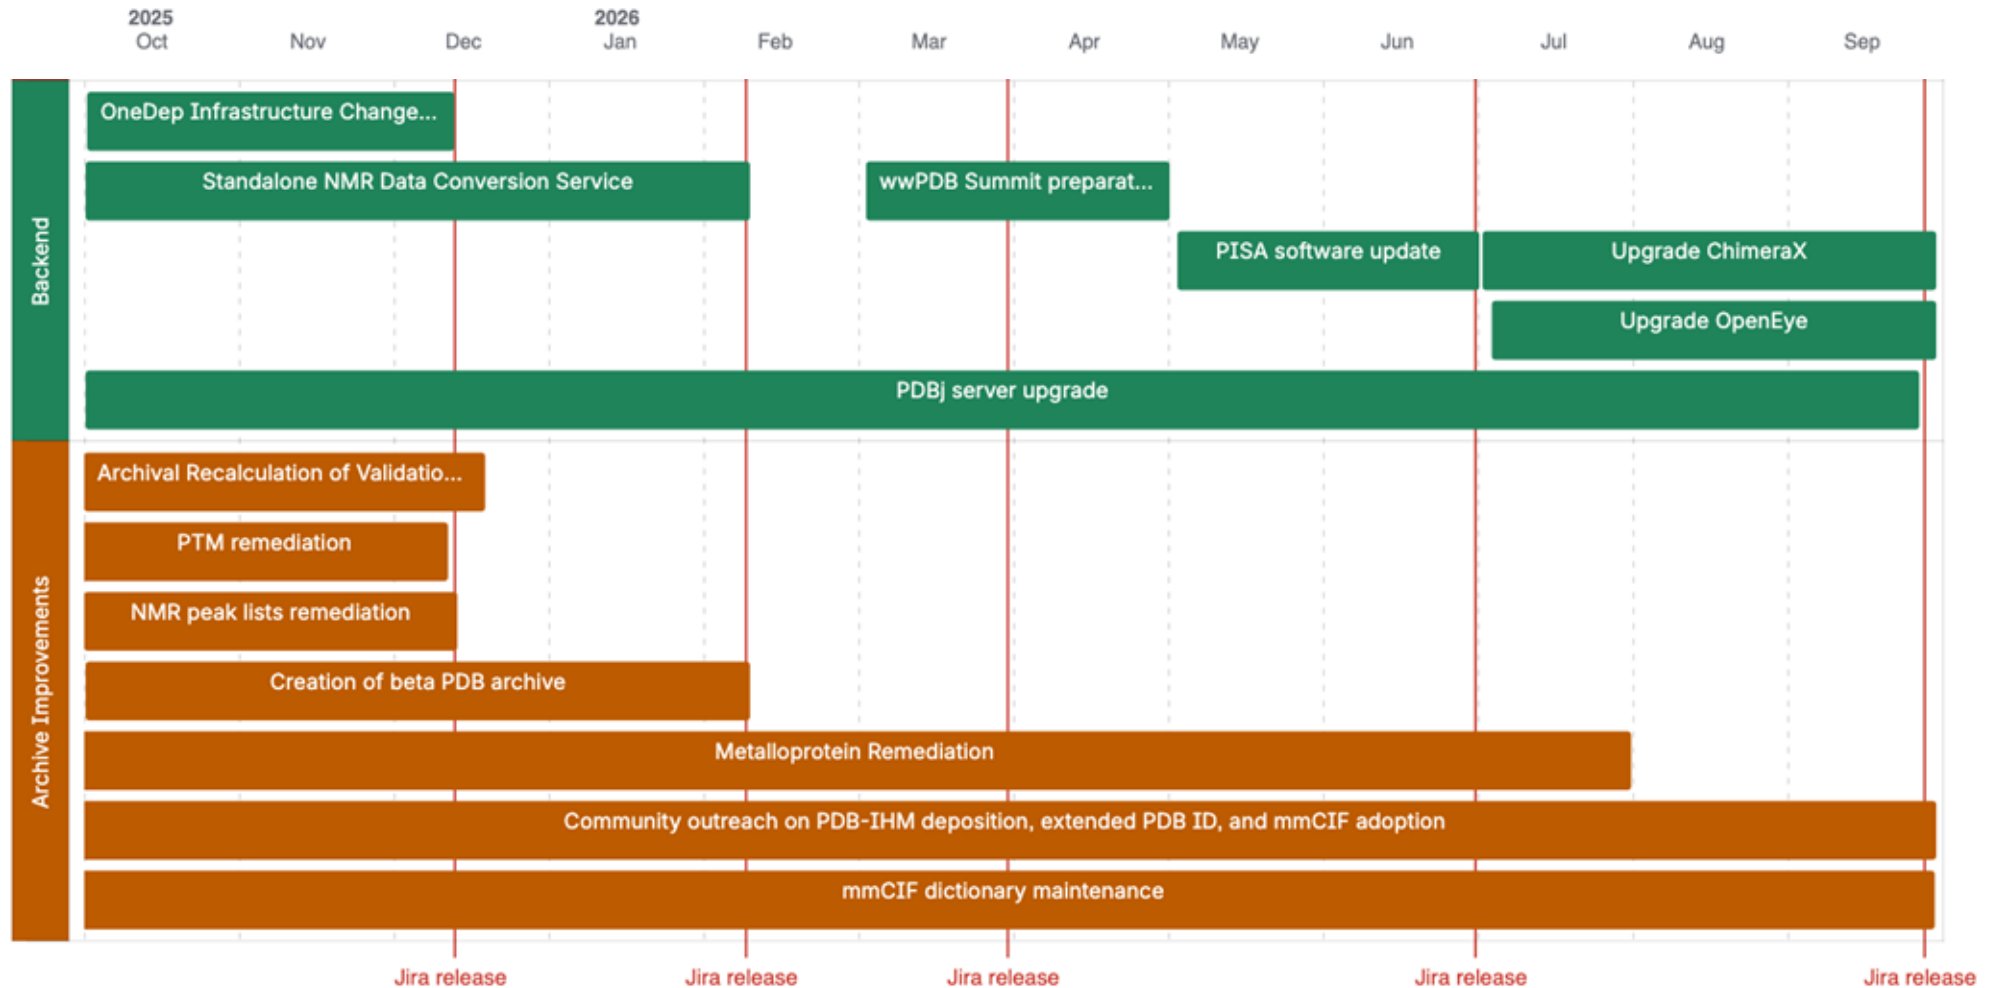 2025
2026
Oct Nov Dec Jan Feb Mar Apr May Jun Jul Aug Sep
Backend
OneDep Infrastructure Change...
Standalone NMR Data Conversion Service
wwPDB Summit preparat...
PISA software update
Upgrade ChimeraX
Upgrade OpenEye
PDBj server upgrade
Archive Improvements
Archival Recalculation of Validatio...
PTM remediation
NMR peak lists remediation
Creation of beta PDB archive
Metalloprotein Remediation
Community outreach on PDB-IHM deposition, extended PDB ID, and mmCIF adoption
mmCIF dictionary maintenance
Jira release
Jira release
Jira release
Jira release
Jira release